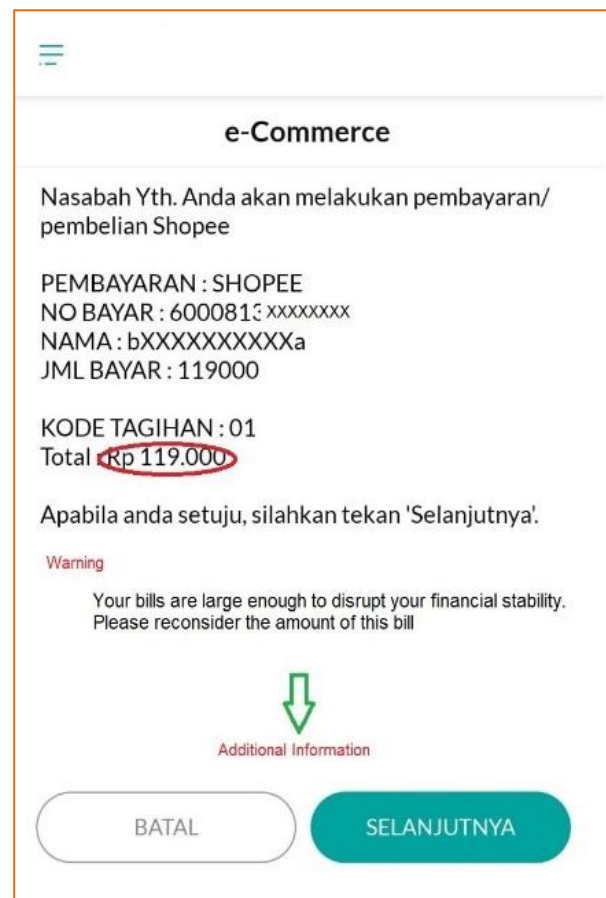 e-Commerce
Nasabah Yth. Anda akan melakukan pembayaran/
pembelian Shopee
PEMBAYARAN : SHOPEE
NO BAYAR : 6000813 xxxxxxxx
NAMA : bXXXXXXXXXXa
JML BAYAR : 119000
KODE TAGIHAN : 01
Total : Rp 119.000
Apabila anda setuju, silahkan tekan 'Selanjutnya'.
Warning
Your bills are large enough to disrupt your financial stability.
Please reconsider the amount of this bill
Additional Information
BATAL
SELANJUTNYA